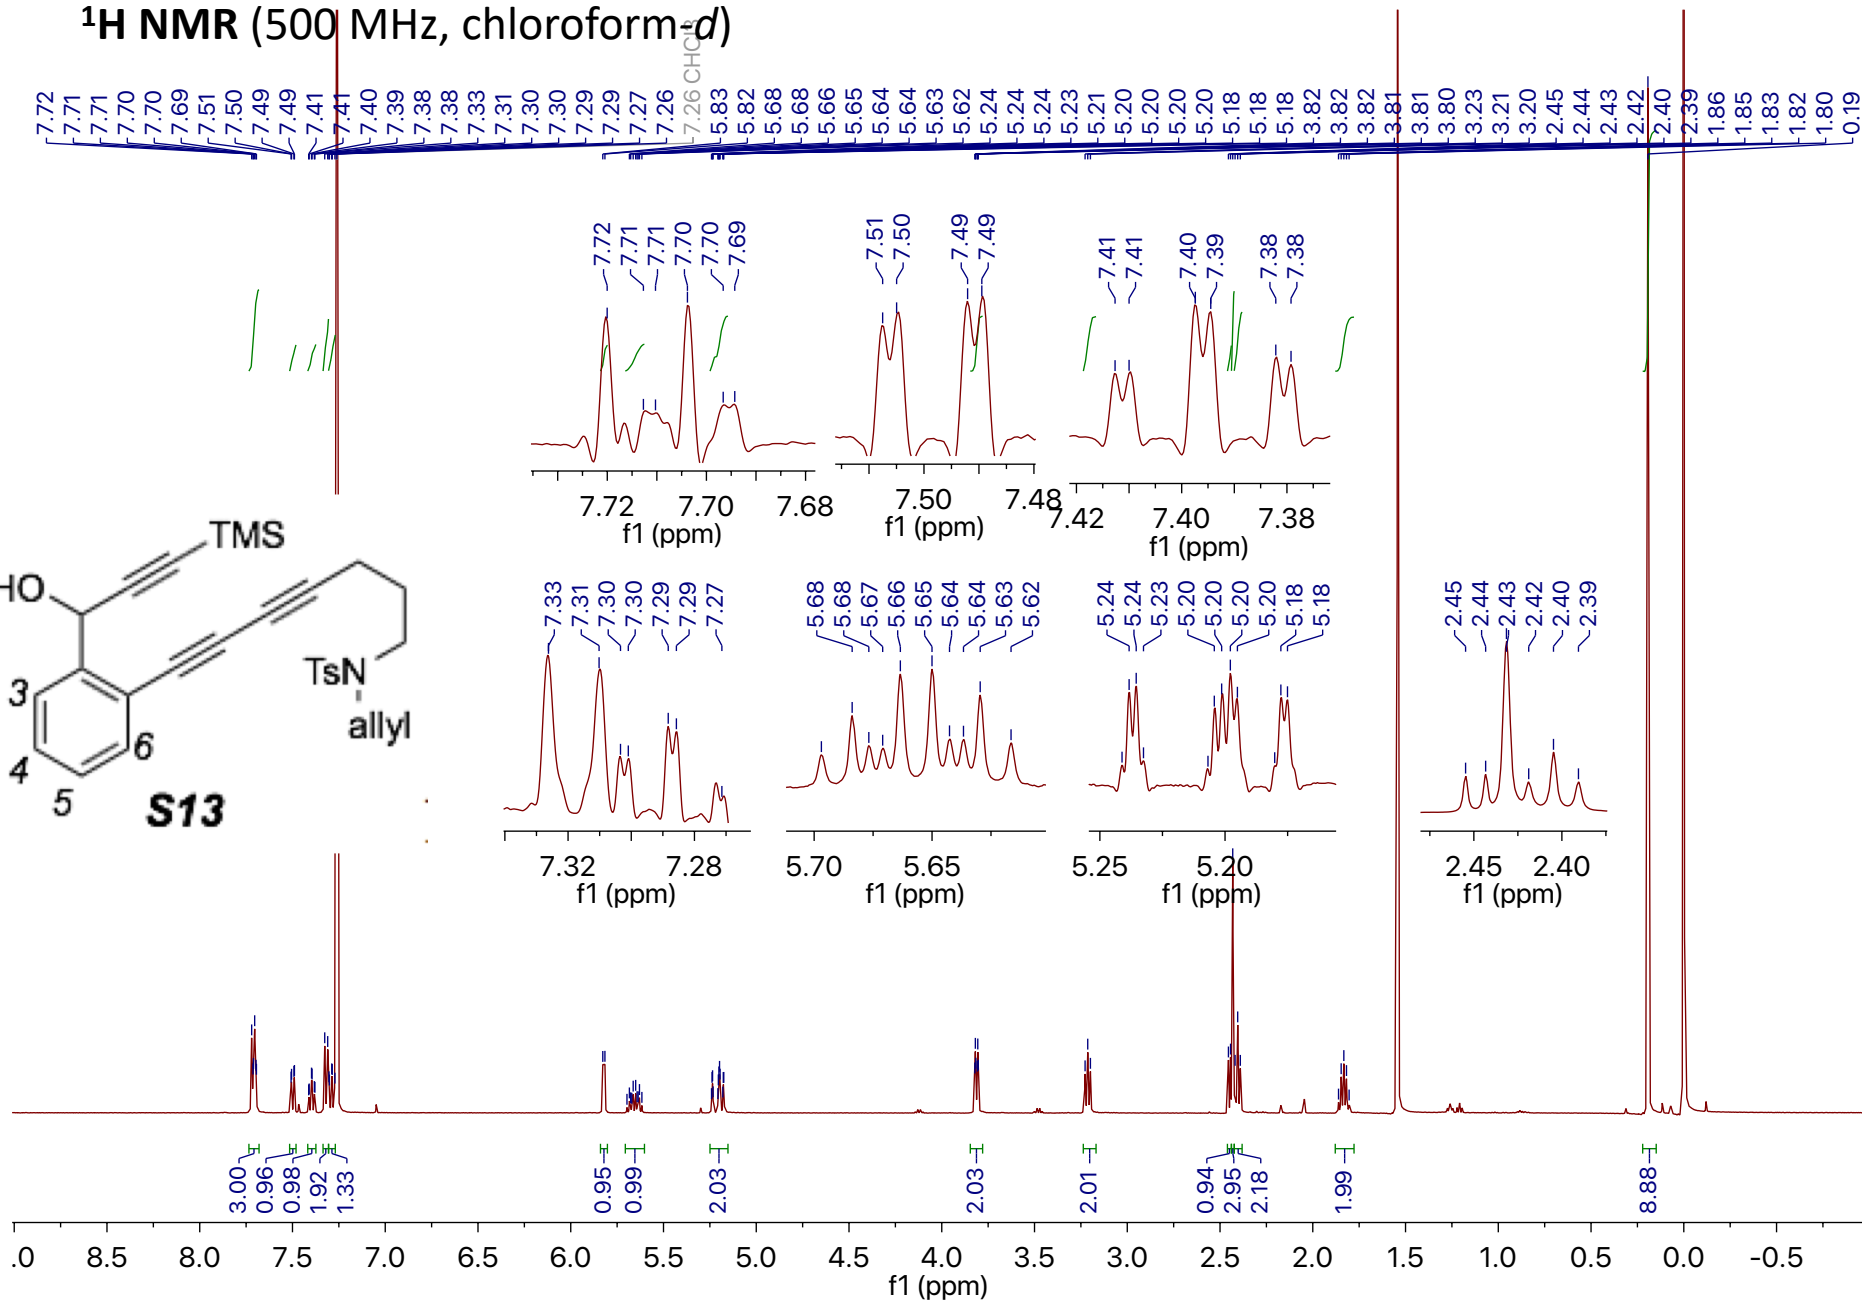 ¹H NMR (500 MHz, chloroform-d)
7.72 7.71 7.71 7.70 7.70 7.69 7.51 7.50 7.49 7.49 7.41 7.41 7.40 7.39 7.38 7.38 7.33 7.31 7.30 7.30 7.29 7.29 7.27 7.26 7.26 CHCl3 5.83 5.82 5.68 5.68 5.66 5.65 5.64 5.64 5.63 5.62 5.24 5.24 5.24 5.23 5.21 5.20 5.20 5.20 5.20 5.18 5.18 5.18 3.82 3.82 3.82 3.81 3.81 3.80 3.23 3.21 3.20 2.45 2.44 2.43 2.42 2.40 2.39 1.86 1.85 1.83 1.82 1.80 0.19
7.72 7.71 7.71 7.70 7.70 7.69
7.51 7.50 7.49 7.49
7.41 7.41 7.40 7.39 7.38 7.38
7.72 7.70 7.68
f1 (ppm)
7.50 7.48
f1 (ppm)
7.42 7.40 7.38
f1 (ppm)
7.33 7.31 7.30 7.30 7.29 7.29 7.27
5.68 5.68 5.67 5.66 5.65 5.64 5.64 5.63 5.62
5.24 5.24 5.23 5.20 5.20 5.20 5.20 5.18 5.18
2.45 2.44 2.43 2.42 2.40 2.39
7.32 7.28
f1 (ppm)
5.70 5.65
f1 (ppm)
5.25 5.20
f1 (ppm)
2.45 2.40
f1 (ppm)
TMS
HO
TsN
allyl
3
4
5
6
S13
3.00 0.96 0.98 1.92 1.33 0.95 0.99 2.03 2.03 2.01 0.94 2.95 2.18 1.99 8.88
.0 8.5 8.0 7.5 7.0 6.5 6.0 5.5 5.0 4.5 4.0 3.5 3.0 2.5 2.0 1.5 1.0 0.5 0.0 -0.5
f1 (ppm)